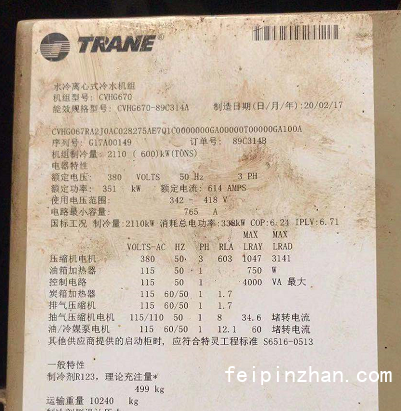 TRANE
水冷离心式冷水机组
机组型号: CVHG670
能效规格型号: CVHG670-89C314A 制造日期(日/月/年): 20/02/17
序列号: G17A00149 订单号: 89C314B
机组制冷量: 2110 ( 600)kW(TONS)
电器特性
额定电压: 380 VOLTS 50 Hz 3 PH
额定功率: 351 kW 额定电流: 614 AMPS
使用电压范围: 342 - 418 V
电路最小容量: 765 A
国标工况 制冷量:2110kW 消耗总电功率:338kW COP:6.24 IPLV:6.71
MAX MAX
VOLTS-AC HZ PH RLA LRAY LRAD
压缩机电机 380 50 3 603 1047 3141
油箱加热器 115 50 1 750 W
控制电路 115 50 1 4000 VA 最大
炭箱加热器 115 50/60 1 1.7
排气压缩机 115 50/60 1 1.7
抽气压缩机电机 115/110 50 1 8 34.6 堵转电流
油/冷媒泵电机 115 50/60 1 12.1 60 堵转电流
其他供应商提供的启动柜时, 应符合特灵工程标准 S6516-0513
一般特性
制冷剂R123, 理论充注量*
499 kg
运输重量 10240 kg
feipinzhan.com